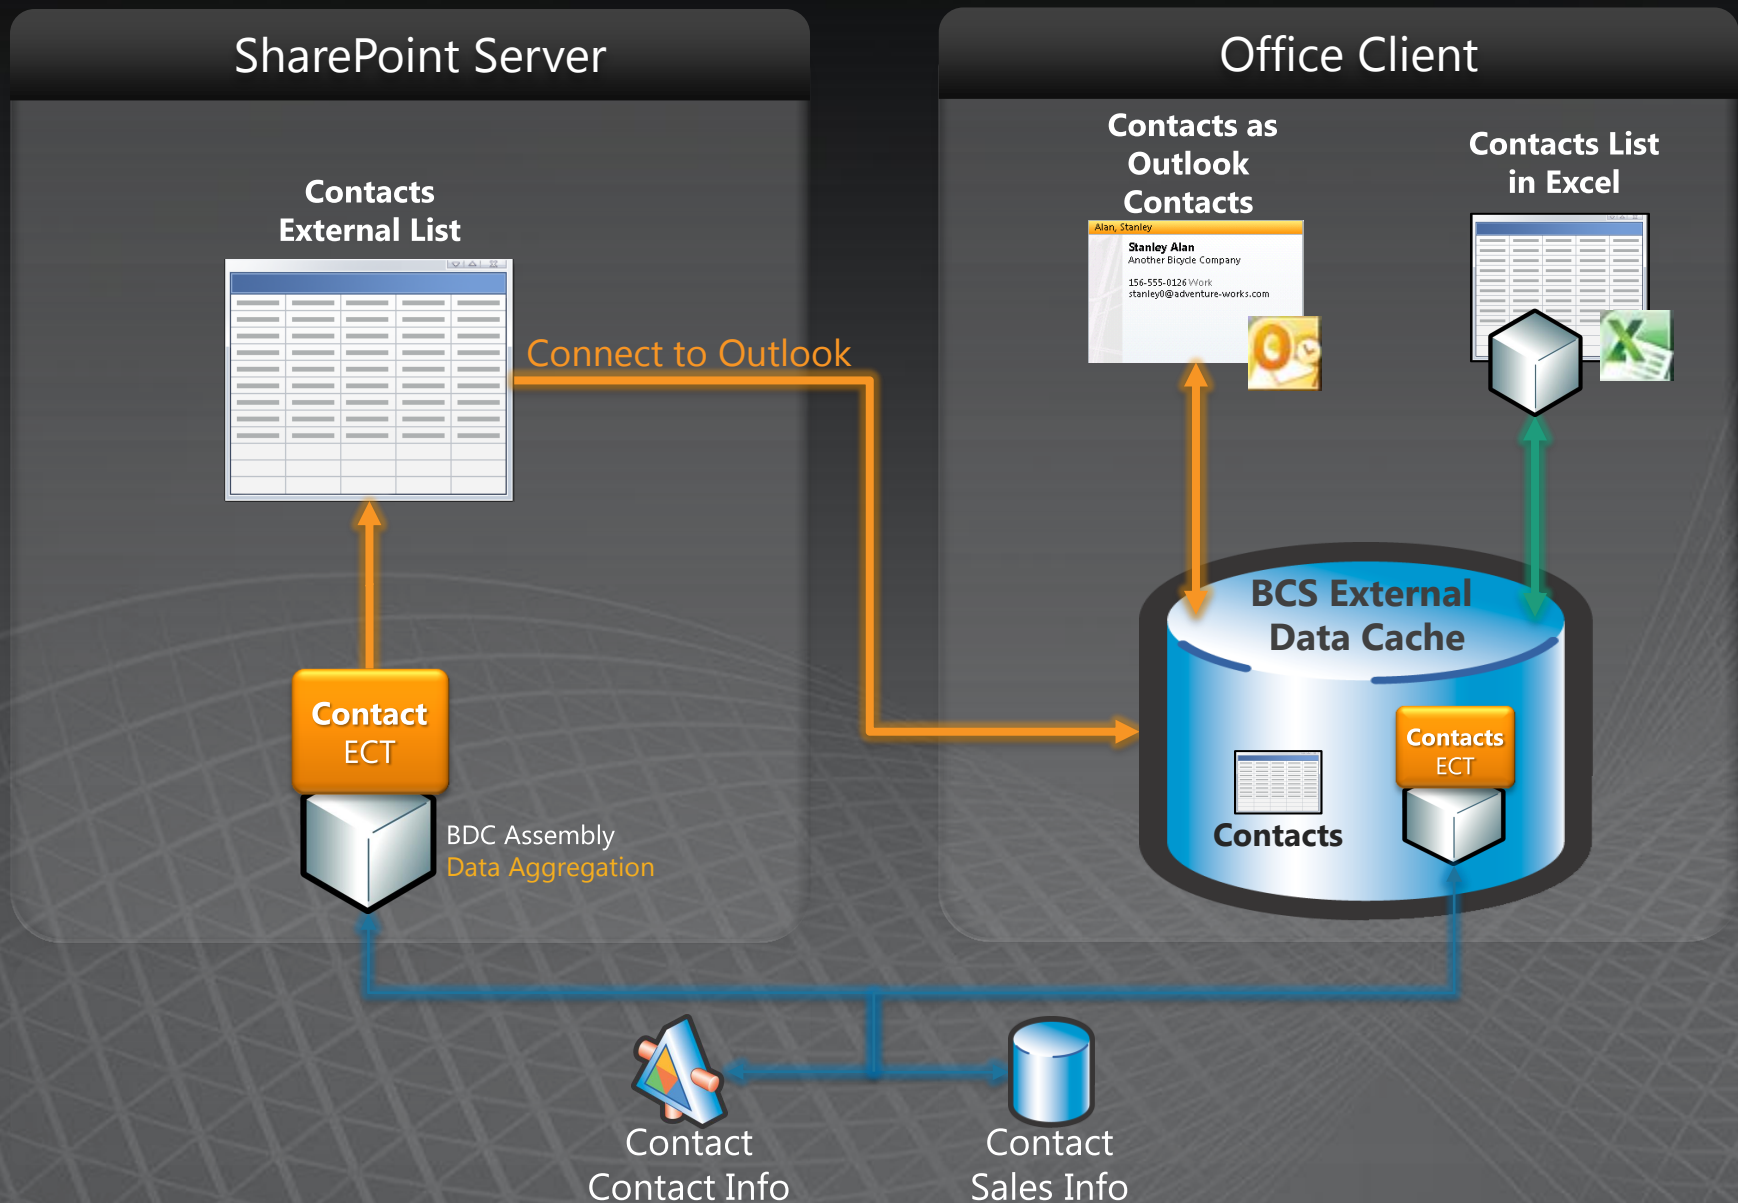 SharePoint Server
Contacts
External List
Connect to Outlook
Contact
ECT
BDC Assembly
Data Aggregation
Office Client
Contacts as
Outlook
Contacts
Alan, Stanley
Stanley Alan
Another Bicycle Company
156-555-0126 Work
stanley0@adventure-works.com
Contacts List
in Excel
BCS External
Data Cache
Contacts
Contacts
ECT
Contact
Contact Info
Contact
Sales Info